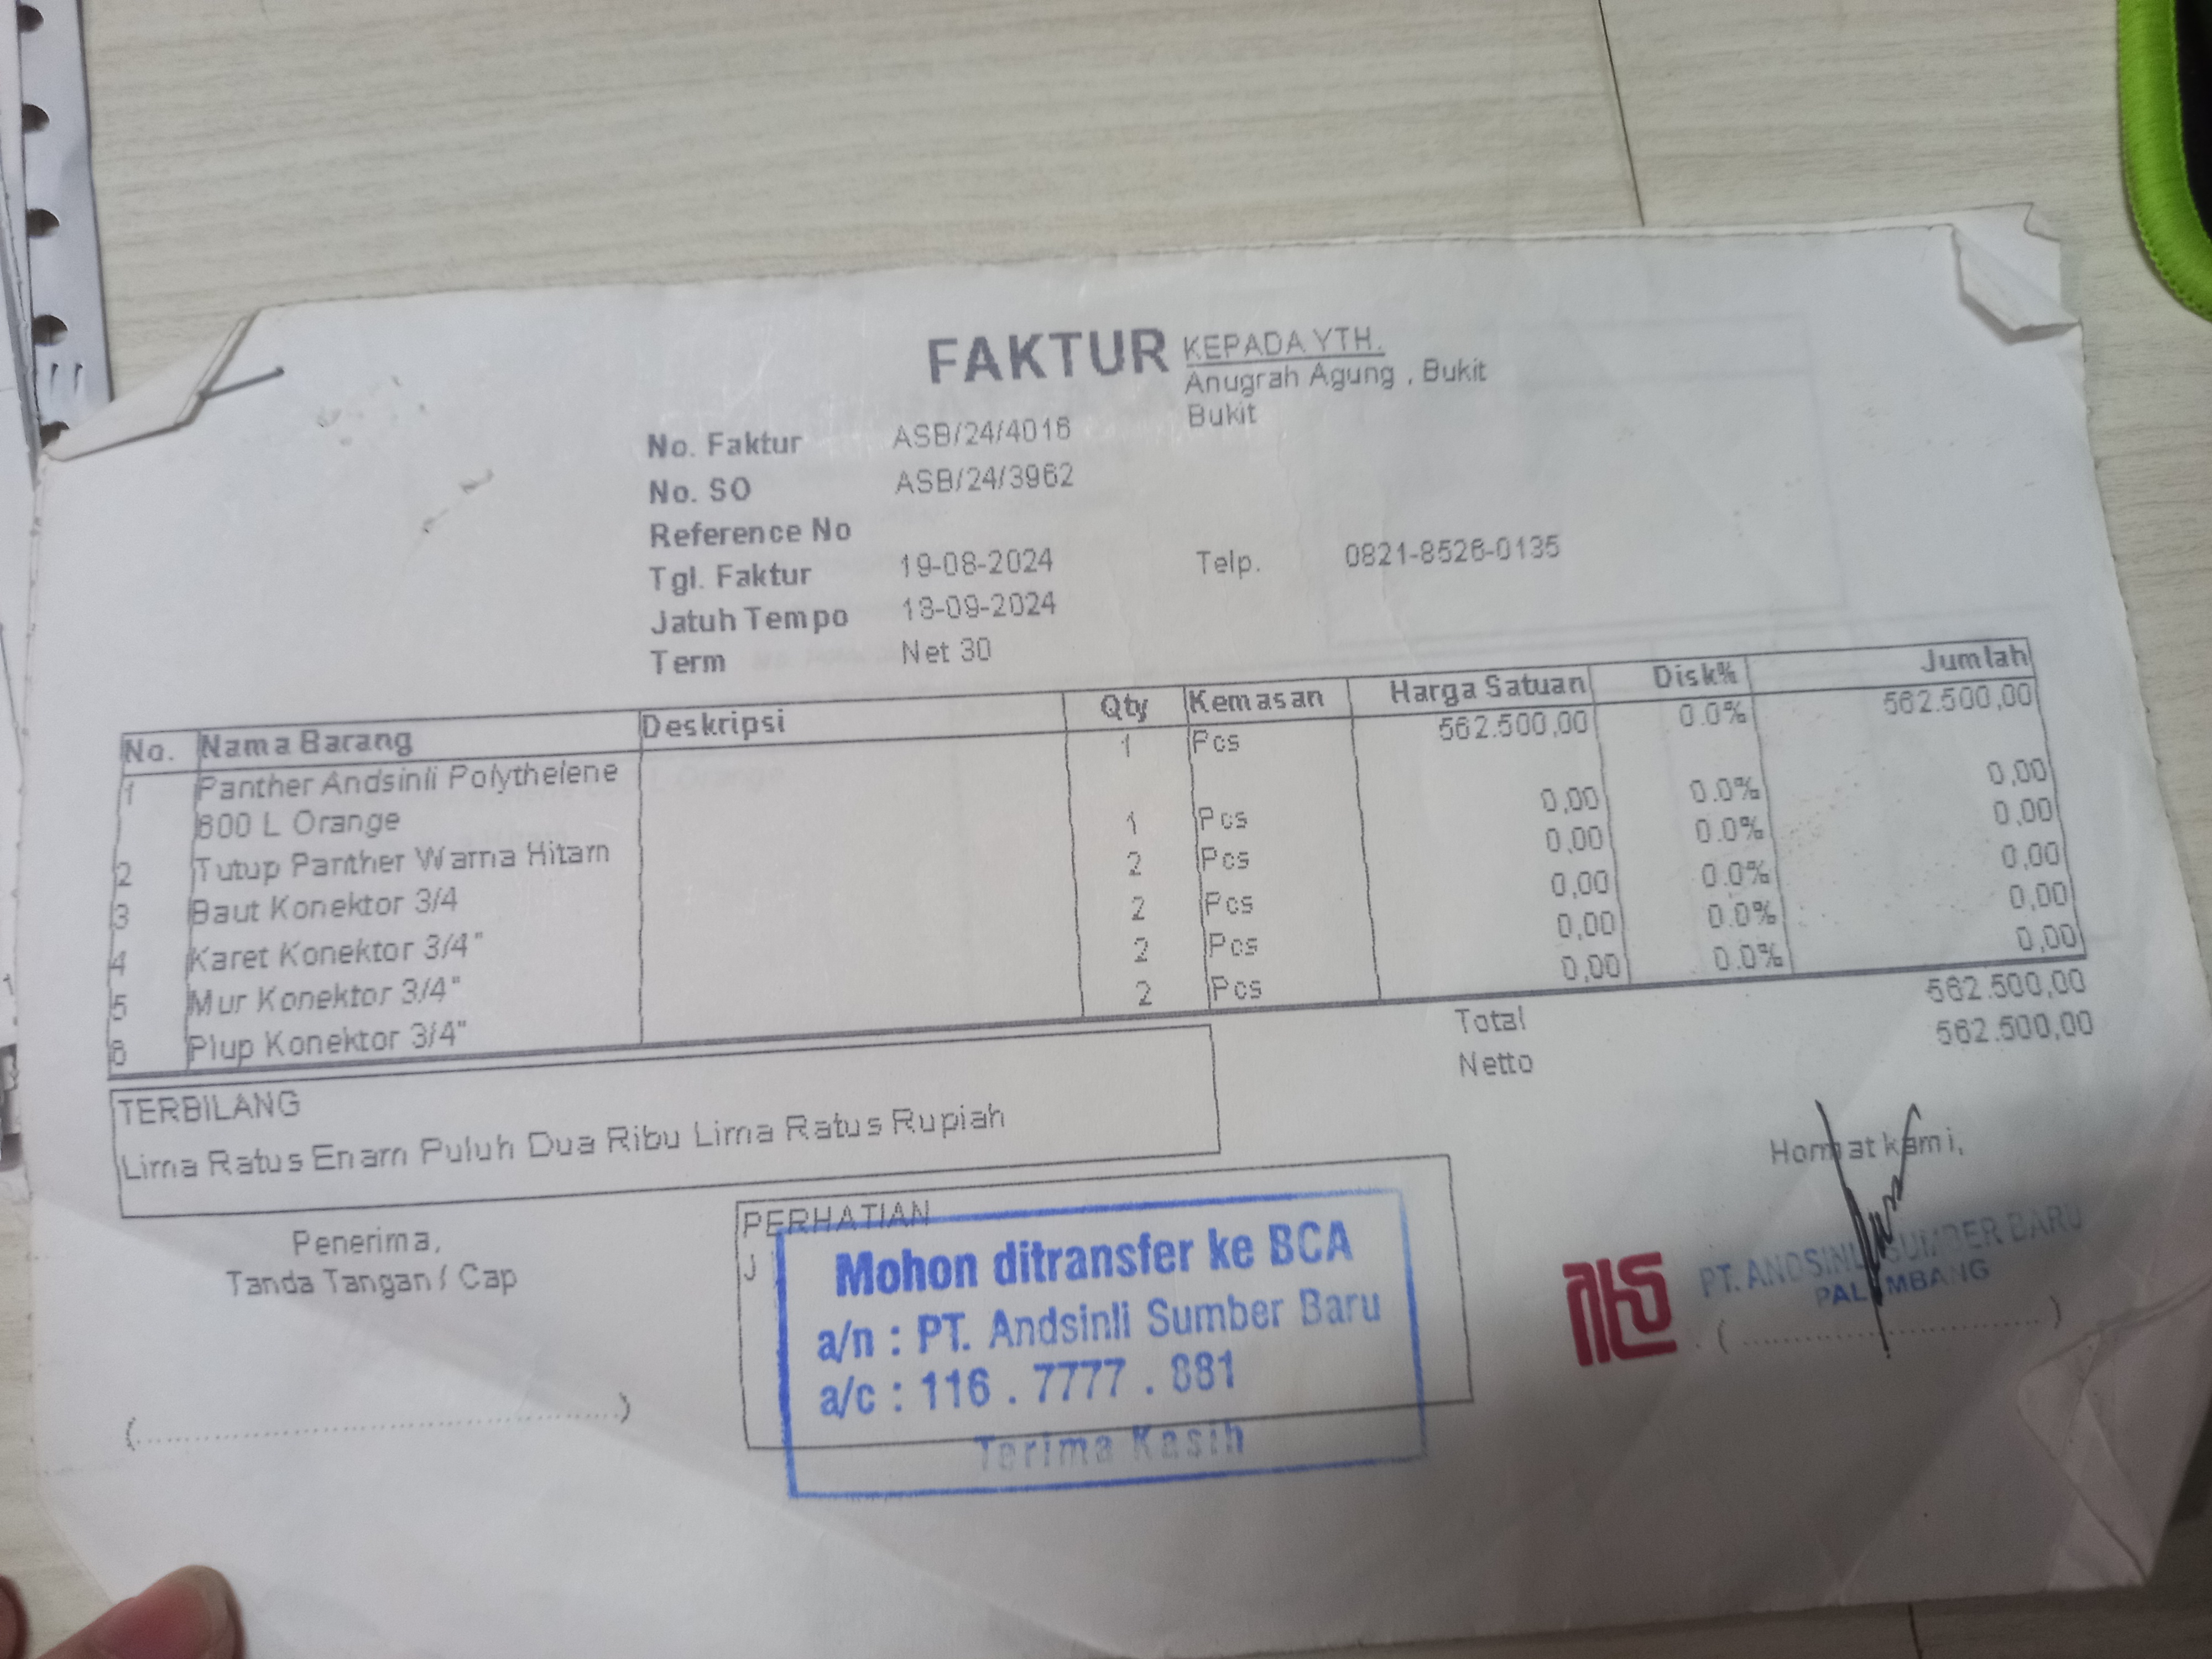 FAKTUR
KEPADA YTH.
Anugrah Agung , Bukit
Bukit
No. Faktur ASB/24/4016
No. SO ASB/24/3962
Reference No
Tgl. Faktur 19-08-2024
Telp. 0821-8526-0135
Jatuh Tempo 18-09-2024
Term Net 30
No. Nama Barang Deskripsi Qty Kemasan Harga Satuan Disk% Jumlah
1 Panther Andsinli Polythelene 1 Pcs 562.500,00 0.0% 562.500,00
600 L Orange
2 Tutup Panther Warna Hitam 1 Pcs 0,00 0.0% 0,00
3 Baut Konektor 3/4 2 Pcs 0,00 0.0% 0,00
4 Karet Konektor 3/4" 2 Pcs 0,00 0.0% 0,00
5 Mur Konektor 3/4" 2 Pcs 0,00 0.0% 0,00
6 Plup Konektor 3/4" 2 Pcs 0,00 0.0% 0,00
Total 562.500,00
Netto 562.500,00
TERBILANG
Lima Ratus Enam Puluh Dua Ribu Lima Ratus Rupiah
Penerima,
Tanda Tangan / Cap
(....................................................)
PERHATIAN
J
Mohon ditransfer ke BCA
a/n : PT. Andsinli Sumber Baru
a/c : 116 . 7777 . 881
Terima Kasih
Hormat kami,
PT. ANDSINLI SUMBER BARU
PALEMBANG
(................................)